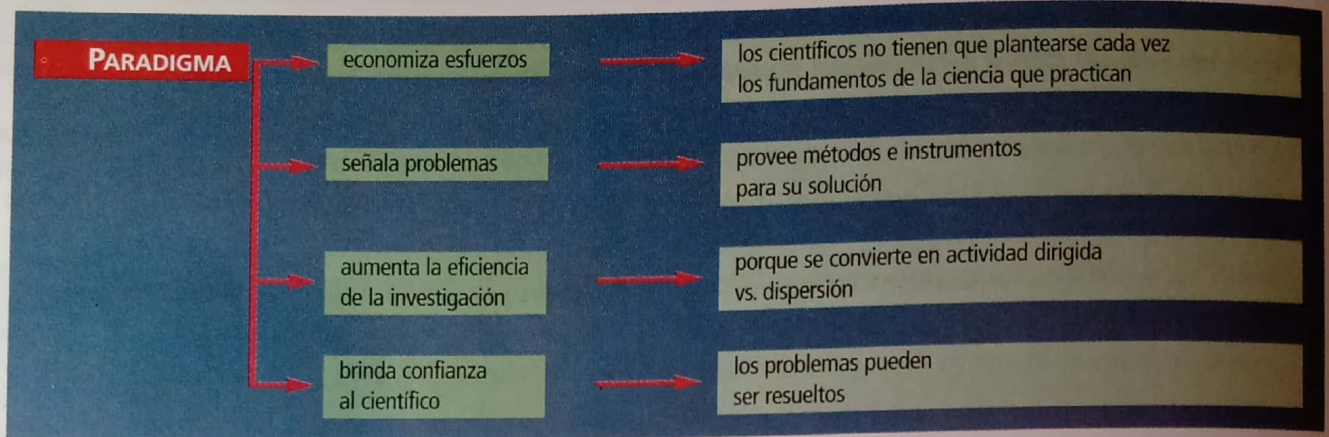 PARADIGMA
economiza esfuerzos
los científicos no tienen que plantearse cada vez
los fundamentos de la ciencia que practican
señala problemas
provee métodos e instrumentos
para su solución
aumenta la eficiencia
de la investigación
porque se convierte en actividad dirigida
vs. dispersión
brinda confianza
al científico
los problemas pueden
ser resueltos